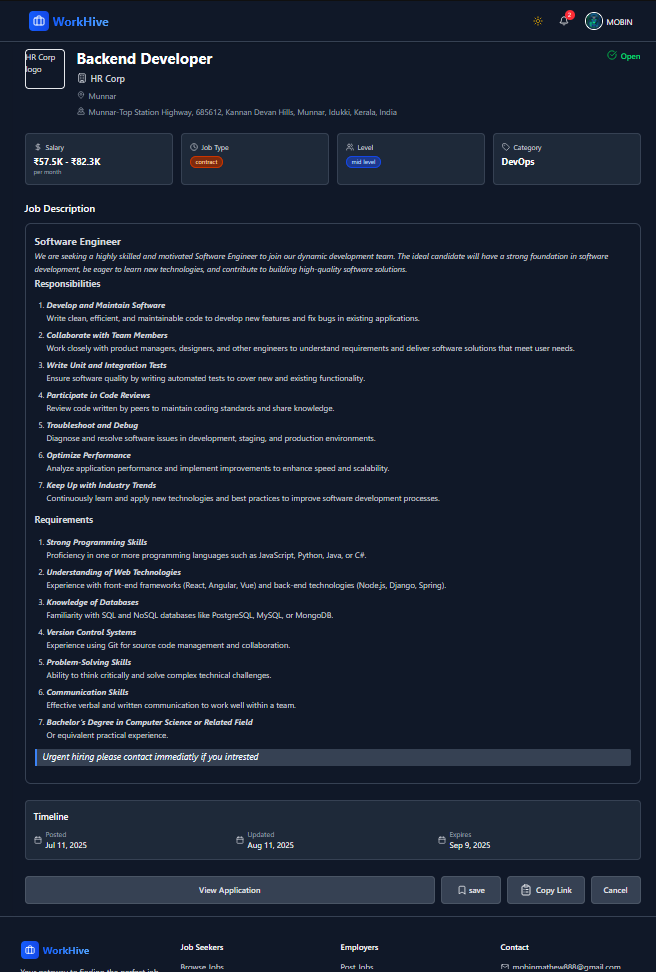 WorkHive
2
MOBIN
HR Corp
logo
Backend Developer
Open
HR Corp
Munnar
Munnar-Top Station Highway, 685612, Kannan Devan Hills, Munnar, Idukki, Kerala, India
Salary
₹57.5K - ₹82.3K
per month
Job Type
contract
Level
mid level
Category
DevOps
Job Description
Software Engineer
We are seeking a highly skilled and motivated Software Engineer to join our dynamic development team. The ideal candidate will have a strong foundation in software
development, be eager to learn new technologies, and contribute to building high-quality software solutions.
Responsibilities
1. Develop and Maintain Software
Write clean, efficient, and maintainable code to develop new features and fix bugs in existing applications.
2. Collaborate with Team Members
Work closely with product managers, designers, and other engineers to understand requirements and deliver software solutions that meet user needs.
3. Write Unit and Integration Tests
Ensure software quality by writing automated tests to cover new and existing functionality.
4. Participate in Code Reviews
Review code written by peers to maintain coding standards and share knowledge.
5. Troubleshoot and Debug
Diagnose and resolve software issues in development, staging, and production environments.
6. Optimize Performance
Analyze application performance and implement improvements to enhance speed and scalability.
7. Keep Up with Industry Trends
Continuously learn and apply new technologies and best practices to improve software development processes.
Requirements
1. Strong Programming Skills
Proficiency in one or more programming languages such as JavaScript, Python, Java, or C#.
2. Understanding of Web Technologies
Experience with front-end frameworks (React, Angular, Vue) and back-end technologies (Node.js, Django, Spring).
3. Knowledge of Databases
Familiarity with SQL and NoSQL databases like PostgreSQL, MySQL, or MongoDB.
4. Version Control Systems
Experience using Git for source code management and collaboration.
5. Problem-Solving Skills
Ability to think critically and solve complex technical challenges.
6. Communication Skills
Effective verbal and written communication to work well within a team.
7. Bachelor's Degree in Computer Science or Related Field
Or equivalent practical experience.
Urgent hiring please contact immediatly if you intrested
Timeline
Posted
Jul 11, 2025
Updated
Aug 11, 2025
Expires
Sep 9, 2025
View Application
save
Copy Link
Cancel
WorkHive
Your gateway to finding the perfect job
Job Seekers
Browse Jobs
Employers
Post Jobs
Contact
mobinmathew888@gmail.com